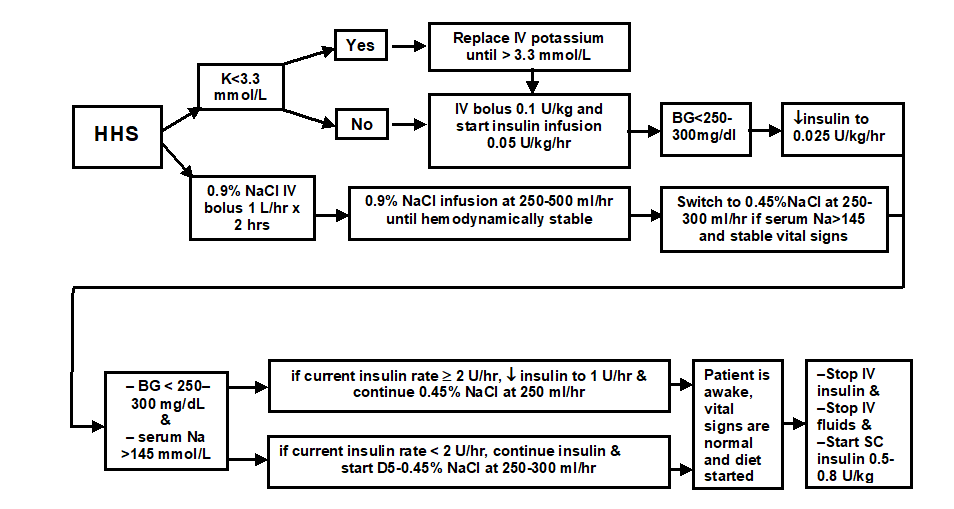 Yes
Replace IV potassium
until > 3.3 mmol/L
K<3.3
mmol/L
HHS
No
IV bolus 0.1 U/kg and
start insulin infusion
0.05 U/kg/hr
BG<250-
300mg/dl
↓insulin to
0.025 U/kg/hr
0.9% NaCl IV
bolus 1 L/hr x
2 hrs
0.9% NaCl infusion at 250-500 ml/hr
until hemodynamically stable
Switch to 0.45%NaCl at 250-
300 ml/hr if serum Na>145
and stable vital signs
– BG < 250–
300 mg/dL
&
– serum Na
>145 mmol/L
if current insulin rate ≥ 2 U/hr, ↓ insulin to 1 U/hr &
continue 0.45% NaCl at 250 ml/hr
if current insulin rate < 2 U/hr, continue insulin &
start D5-0.45% NaCl at 250-300 ml/hr
Patient is
awake,
vital
signs are
normal
and diet
started
–Stop IV
insulin &
–Stop IV
fluids &
–Start SC
insulin 0.5-
0.8 U/kg